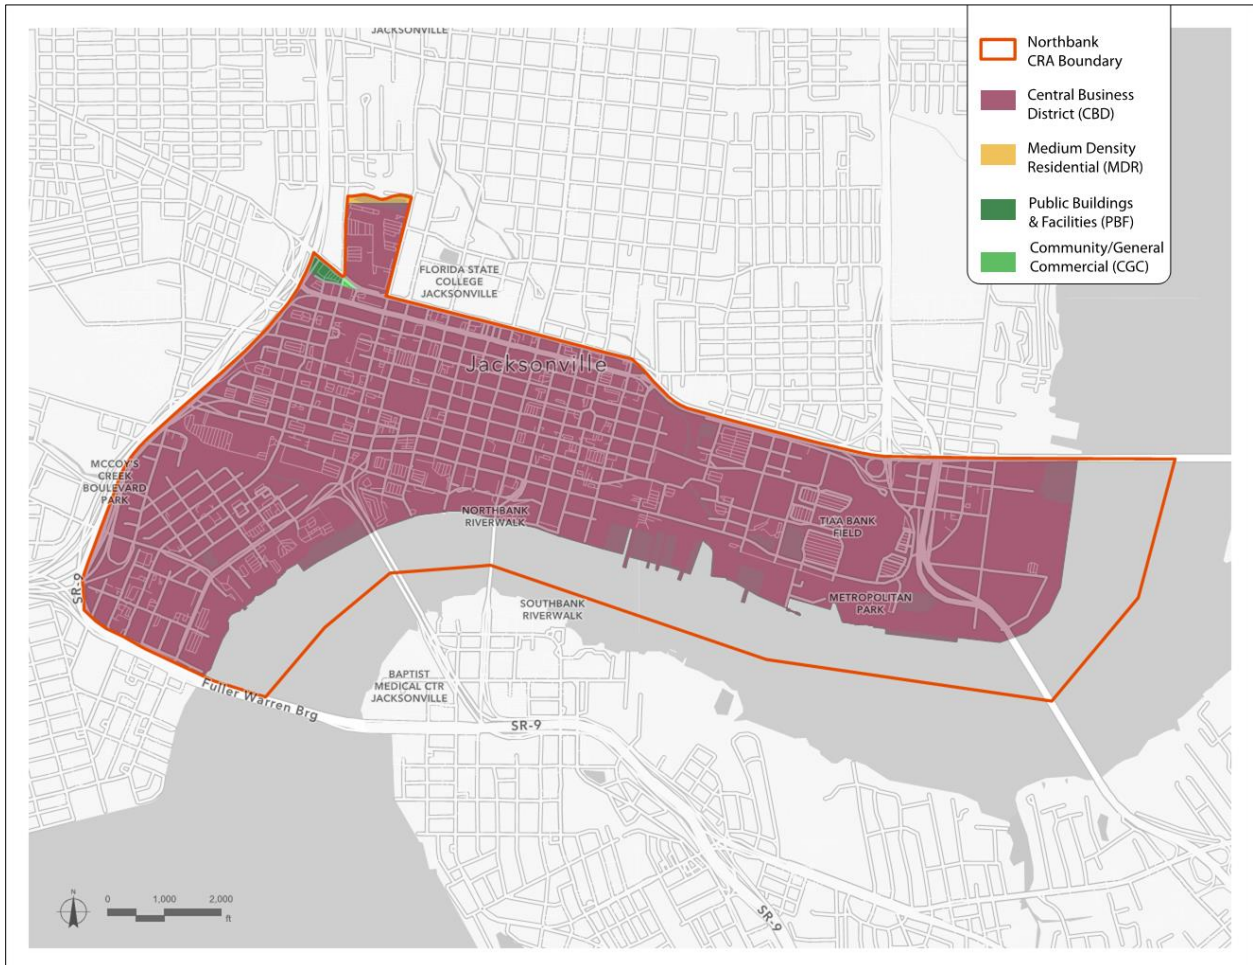 JACKSONVILLE
Northbank
CRA Boundary
Central Business
District (CBD)
Medium Density
Residential (MDR)
Public Buildings
& Facilities (PBF)
Community/General
Commercial (CGC)
FLORIDA STATE
COLLEGE
JACKSONVILLE
Jacksonville
MCCOY'S
CREEK
BOULEVARD
PARK
NORTHBANK
RIVERWALK
TIAA BANK
FIELD
SR-9
METROPOLITAN
PARK
SOUTHBANK
RIVERWALK
BAPTIST
MEDICAL CTR
JACKSONVILLE
Fuller Warren Brg
SR-9
N
0 1,000 2,000
ft
SR-9